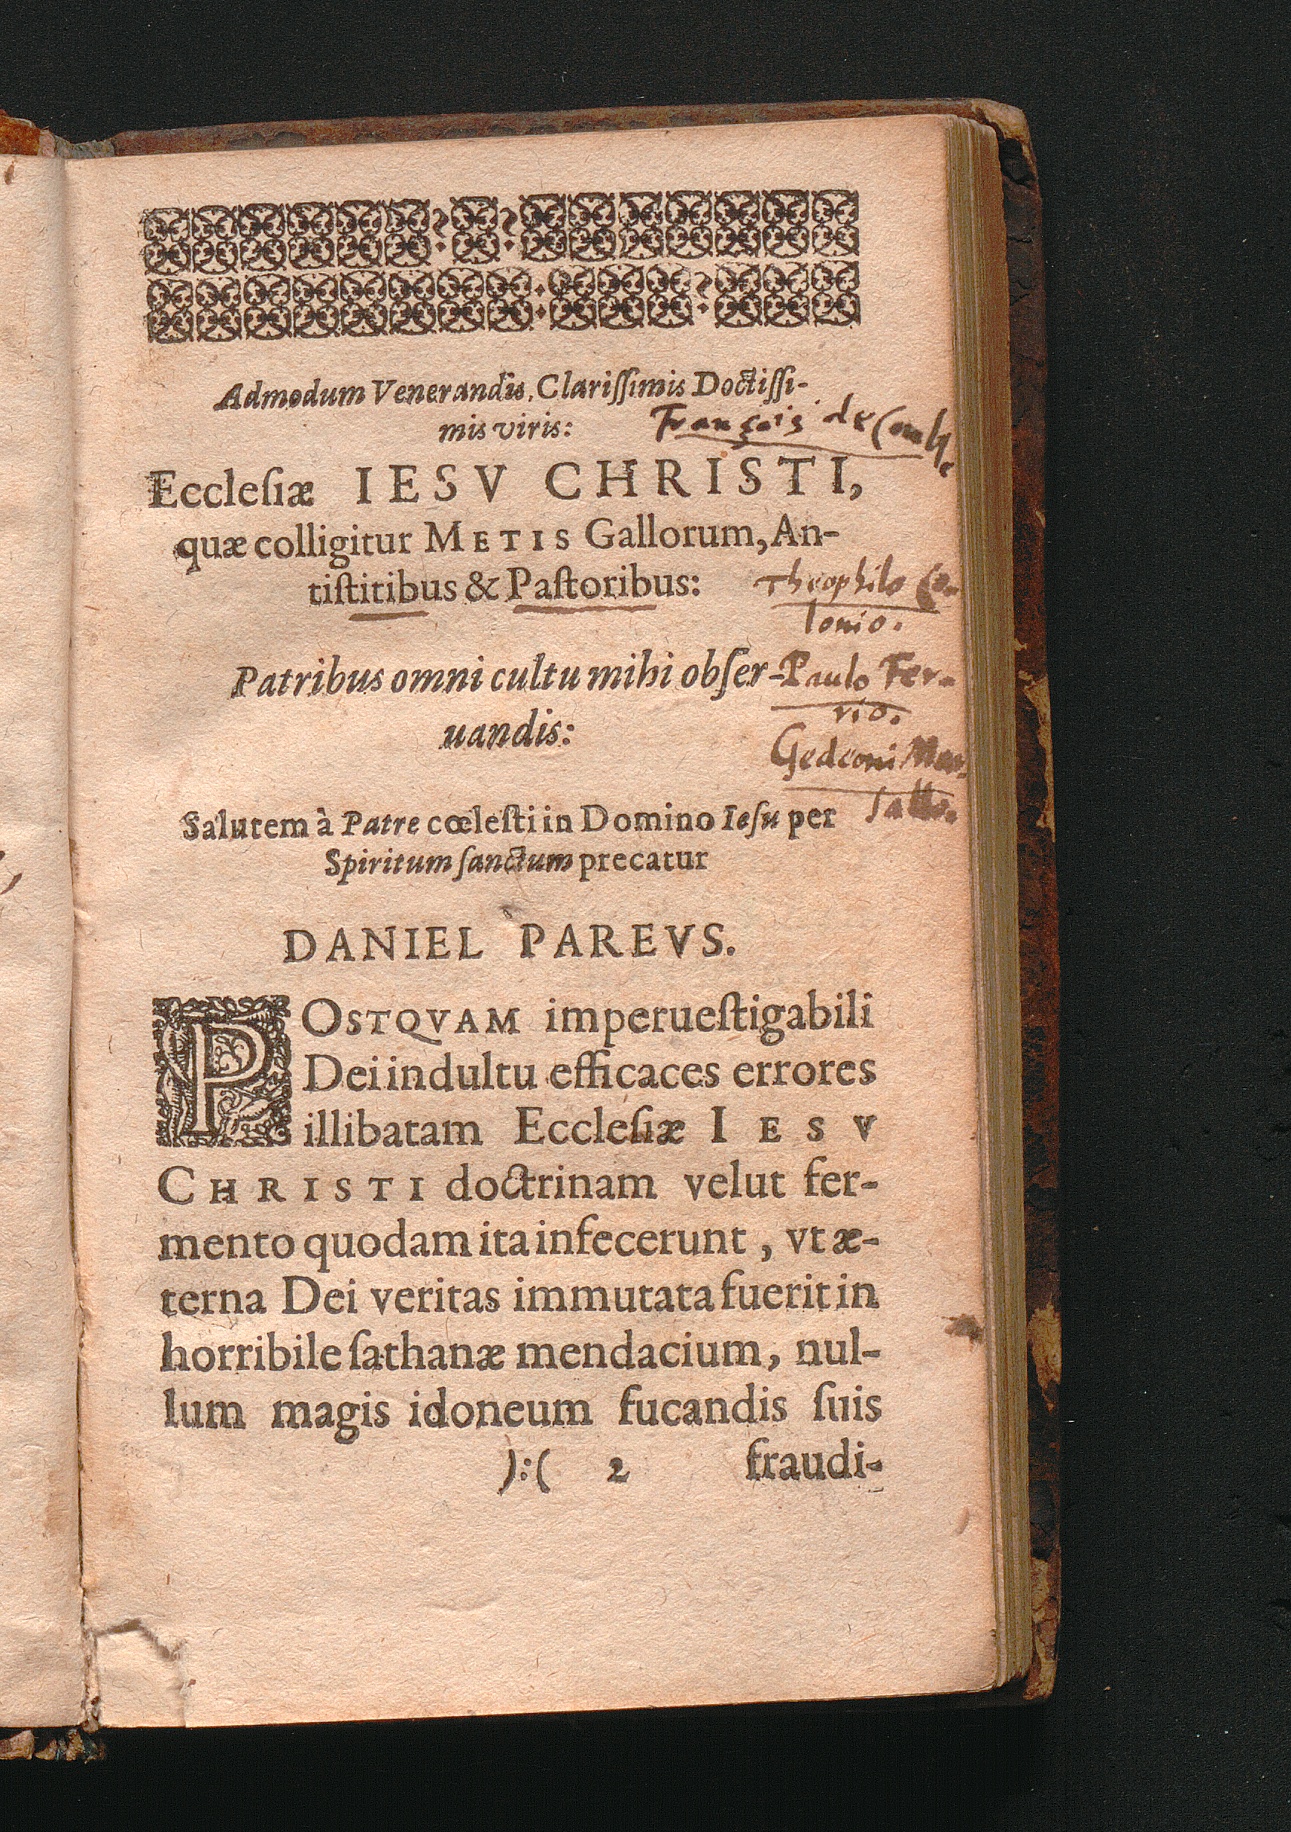 Admodum Venerandis, Clarissimis Doctissi-
mis viris:
François de Comb
Ecclesiæ IESV CHRISTI,
quæ colligitur METIS Gallorum, An-
tistitibus & Pastoribus:
Theophilo Co-
lonio.
Patribus omni cultu mihi obser-
Paulo Fer-
rio.
uandis:
Gedeoni Mar-
sallo.
Salutem à Patre cœlesti in Domino Iesu per
Spiritum sanctum precatur
DANIEL PAREVS.
POSTQVAM imperuestigabili
Dei indultu efficaces errores
illibatam Ecclesiæ IESV
CHRISTI doctrinam velut fer-
mento quodam ita infecerunt, vt æ-
terna Dei veritas immutata fuerit in
horribile sathanæ mendacium, nul-
lum magis idoneum fucandis suis
):( 2 fraudi-